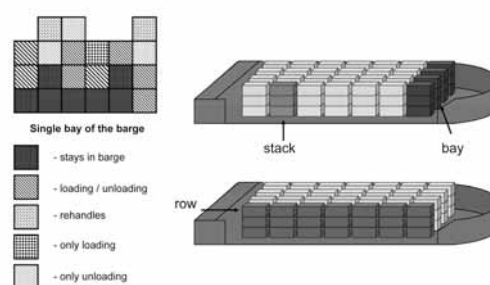 Single bay of the barge
- stays in barge
- loading / unloading
- rehandles
- only loading
- only unloading
stack
bay
row